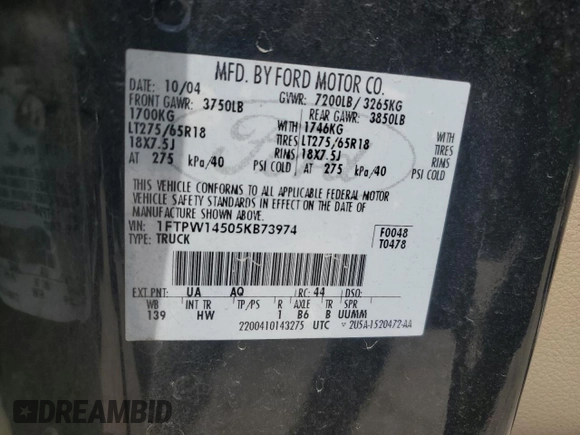 MFD. BY FORD MOTOR CO.
DATE: 10/04 GVWR: 7200LB/ 3265KG
FRONT GAWR: 3750LB REAR GAWR: 3850LB
1700KG WITH 1746KG WITH
LT275/65R18 TIRES LT275/65R18 TIRES
18X7.5J RIMS 18X7.5J RIMS
AT 275 kPa/40 PSI COLD AT 275 kPa/40 PSI COLD
THIS VEHICLE CONFORMS TO ALL APPLICABLE FEDERAL MOTOR
VEHICLE SAFETY STANDARDS IN EFFECT ON THE DATE OF
MANUFACTURE SHOWN ABOVE.
VIN: 1FTPW14505KB73974 F0048
TYPE: TRUCK T0478
Ford
EXT PNT: UA AQ RC: 44 DSO:
WB INT TR TP/PS R AXLE TR SPR
139 HW 1 B6 B UUMM
2200410143275 UTC 2U5A-1520472-AA
DREAMBID